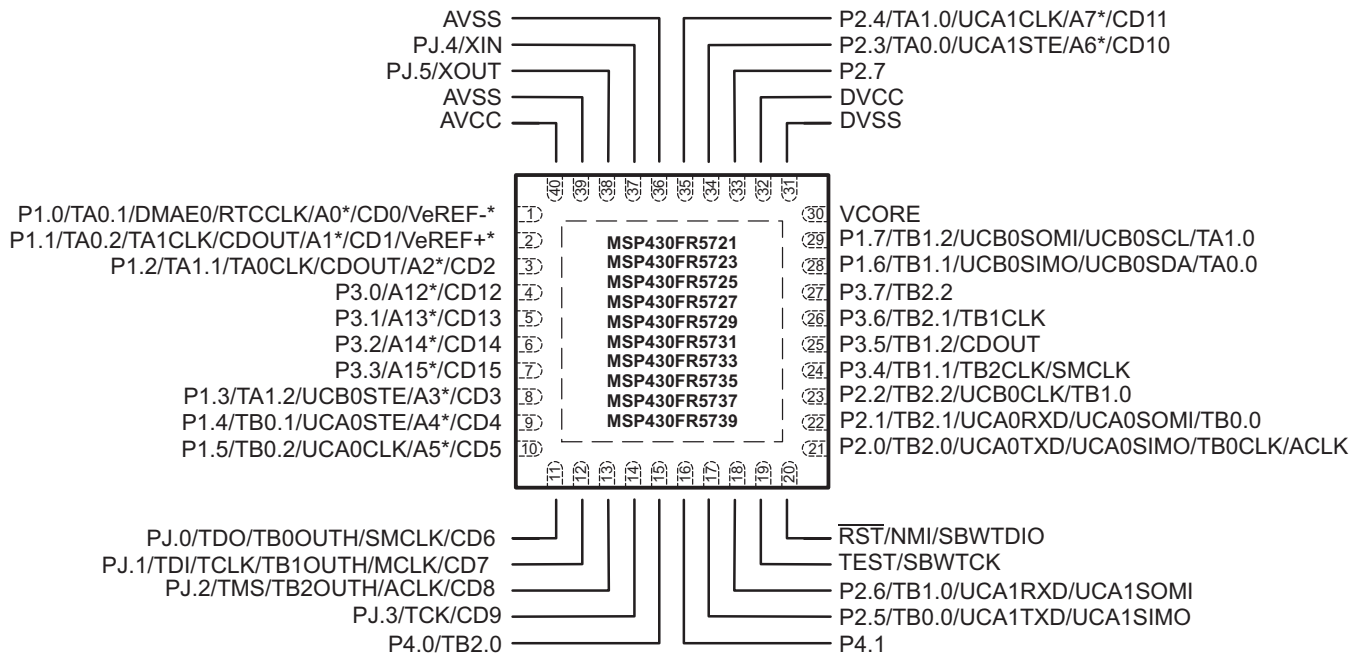 AVSS
PJ.4/XIN
PJ.5/XOUT
AVSS
AVCC
P2.4/TA1.0/UCA1CLK/A7*/CD11
P2.3/TA0.0/UCA1STE/A6*/CD10
P2.7
DVCC
DVSS
40 39 38 37 36 35 34 33 32 31
P1.0/TA0.1/DMAE0/RTCCLK/A0*/CD0/VeREF-* 1
P1.1/TA0.2/TA1CLK/CDOUT/A1*/CD1/VeREF+* 2
P1.2/TA1.1/TA0CLK/CDOUT/A2*/CD2 3
P3.0/A12*/CD12 4
P3.1/A13*/CD13 5
P3.2/A14*/CD14 6
P3.3/A15*/CD15 7
P1.3/TA1.2/UCB0STE/A3*/CD3 8
P1.4/TB0.1/UCA0STE/A4*/CD4 9
P1.5/TB0.2/UCA0CLK/A5*/CD5 10
MSP430FR5721
MSP430FR5723
MSP430FR5725
MSP430FR5727
MSP430FR5729
MSP430FR5731
MSP430FR5733
MSP430FR5735
MSP430FR5737
MSP430FR5739
30 VCORE
29 P1.7/TB1.2/UCB0SOMI/UCB0SCL/TA1.0
28 P1.6/TB1.1/UCB0SIMO/UCB0SDA/TA0.0
27 P3.7/TB2.2
26 P3.6/TB2.1/TB1CLK
25 P3.5/TB1.2/CDOUT
24 P3.4/TB1.1/TB2CLK/SMCLK
23 P2.2/TB2.2/UCB0CLK/TB1.0
22 P2.1/TB2.1/UCA0RXD/UCA0SOMI/TB0.0
21 P2.0/TB2.0/UCA0TXD/UCA0SIMO/TB0CLK/ACLK
11 12 13 14 15 16 17 18 19 20
PJ.0/TDO/TB0OUTH/SMCLK/CD6
PJ.1/TDI/TCLK/TB1OUTH/MCLK/CD7
PJ.2/TMS/TB2OUTH/ACLK/CD8
PJ.3/TCK/CD9
P4.0/TB2.0
RST/NMI/SBWTDIO
TEST/SBWTCK
P2.6/TB1.0/UCA1RXD/UCA1SOMI
P2.5/TB0.0/UCA1TXD/UCA1SIMO
P4.1